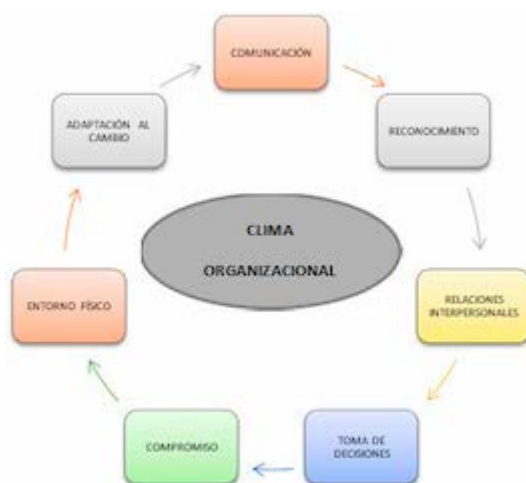 COMUNICACIÓN
RECONOCIMIENTO
RELACIONES
INTERPERSONALES
TOMA DE
DECISIONES
COMPROMISO
ENTORNO FÍSICO
ADAPTACIÓN AL
CAMBIO
CLIMA
ORGANIZACIONAL